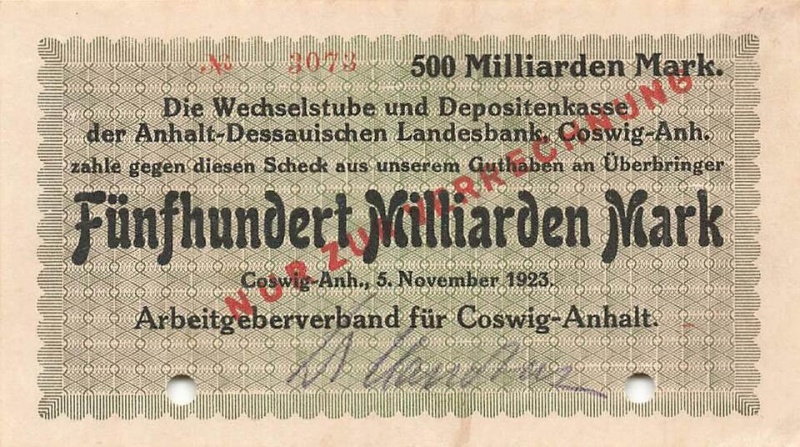 № 3073 500 Milliarden Mark.
Die Wechselstube und Depositenkasse
der Anhalt-Dessauischen Landesbank, Coswig-Anh.
zahle gegen diesen Scheck aus unserem Guthaben an Überbringer
Fünfhundert Milliarden Mark
Coswig-Anh., 5. November 1923.
Arbeitgeberverband für Coswig-Anhalt.
NUR ZUR VERRECHNUNG